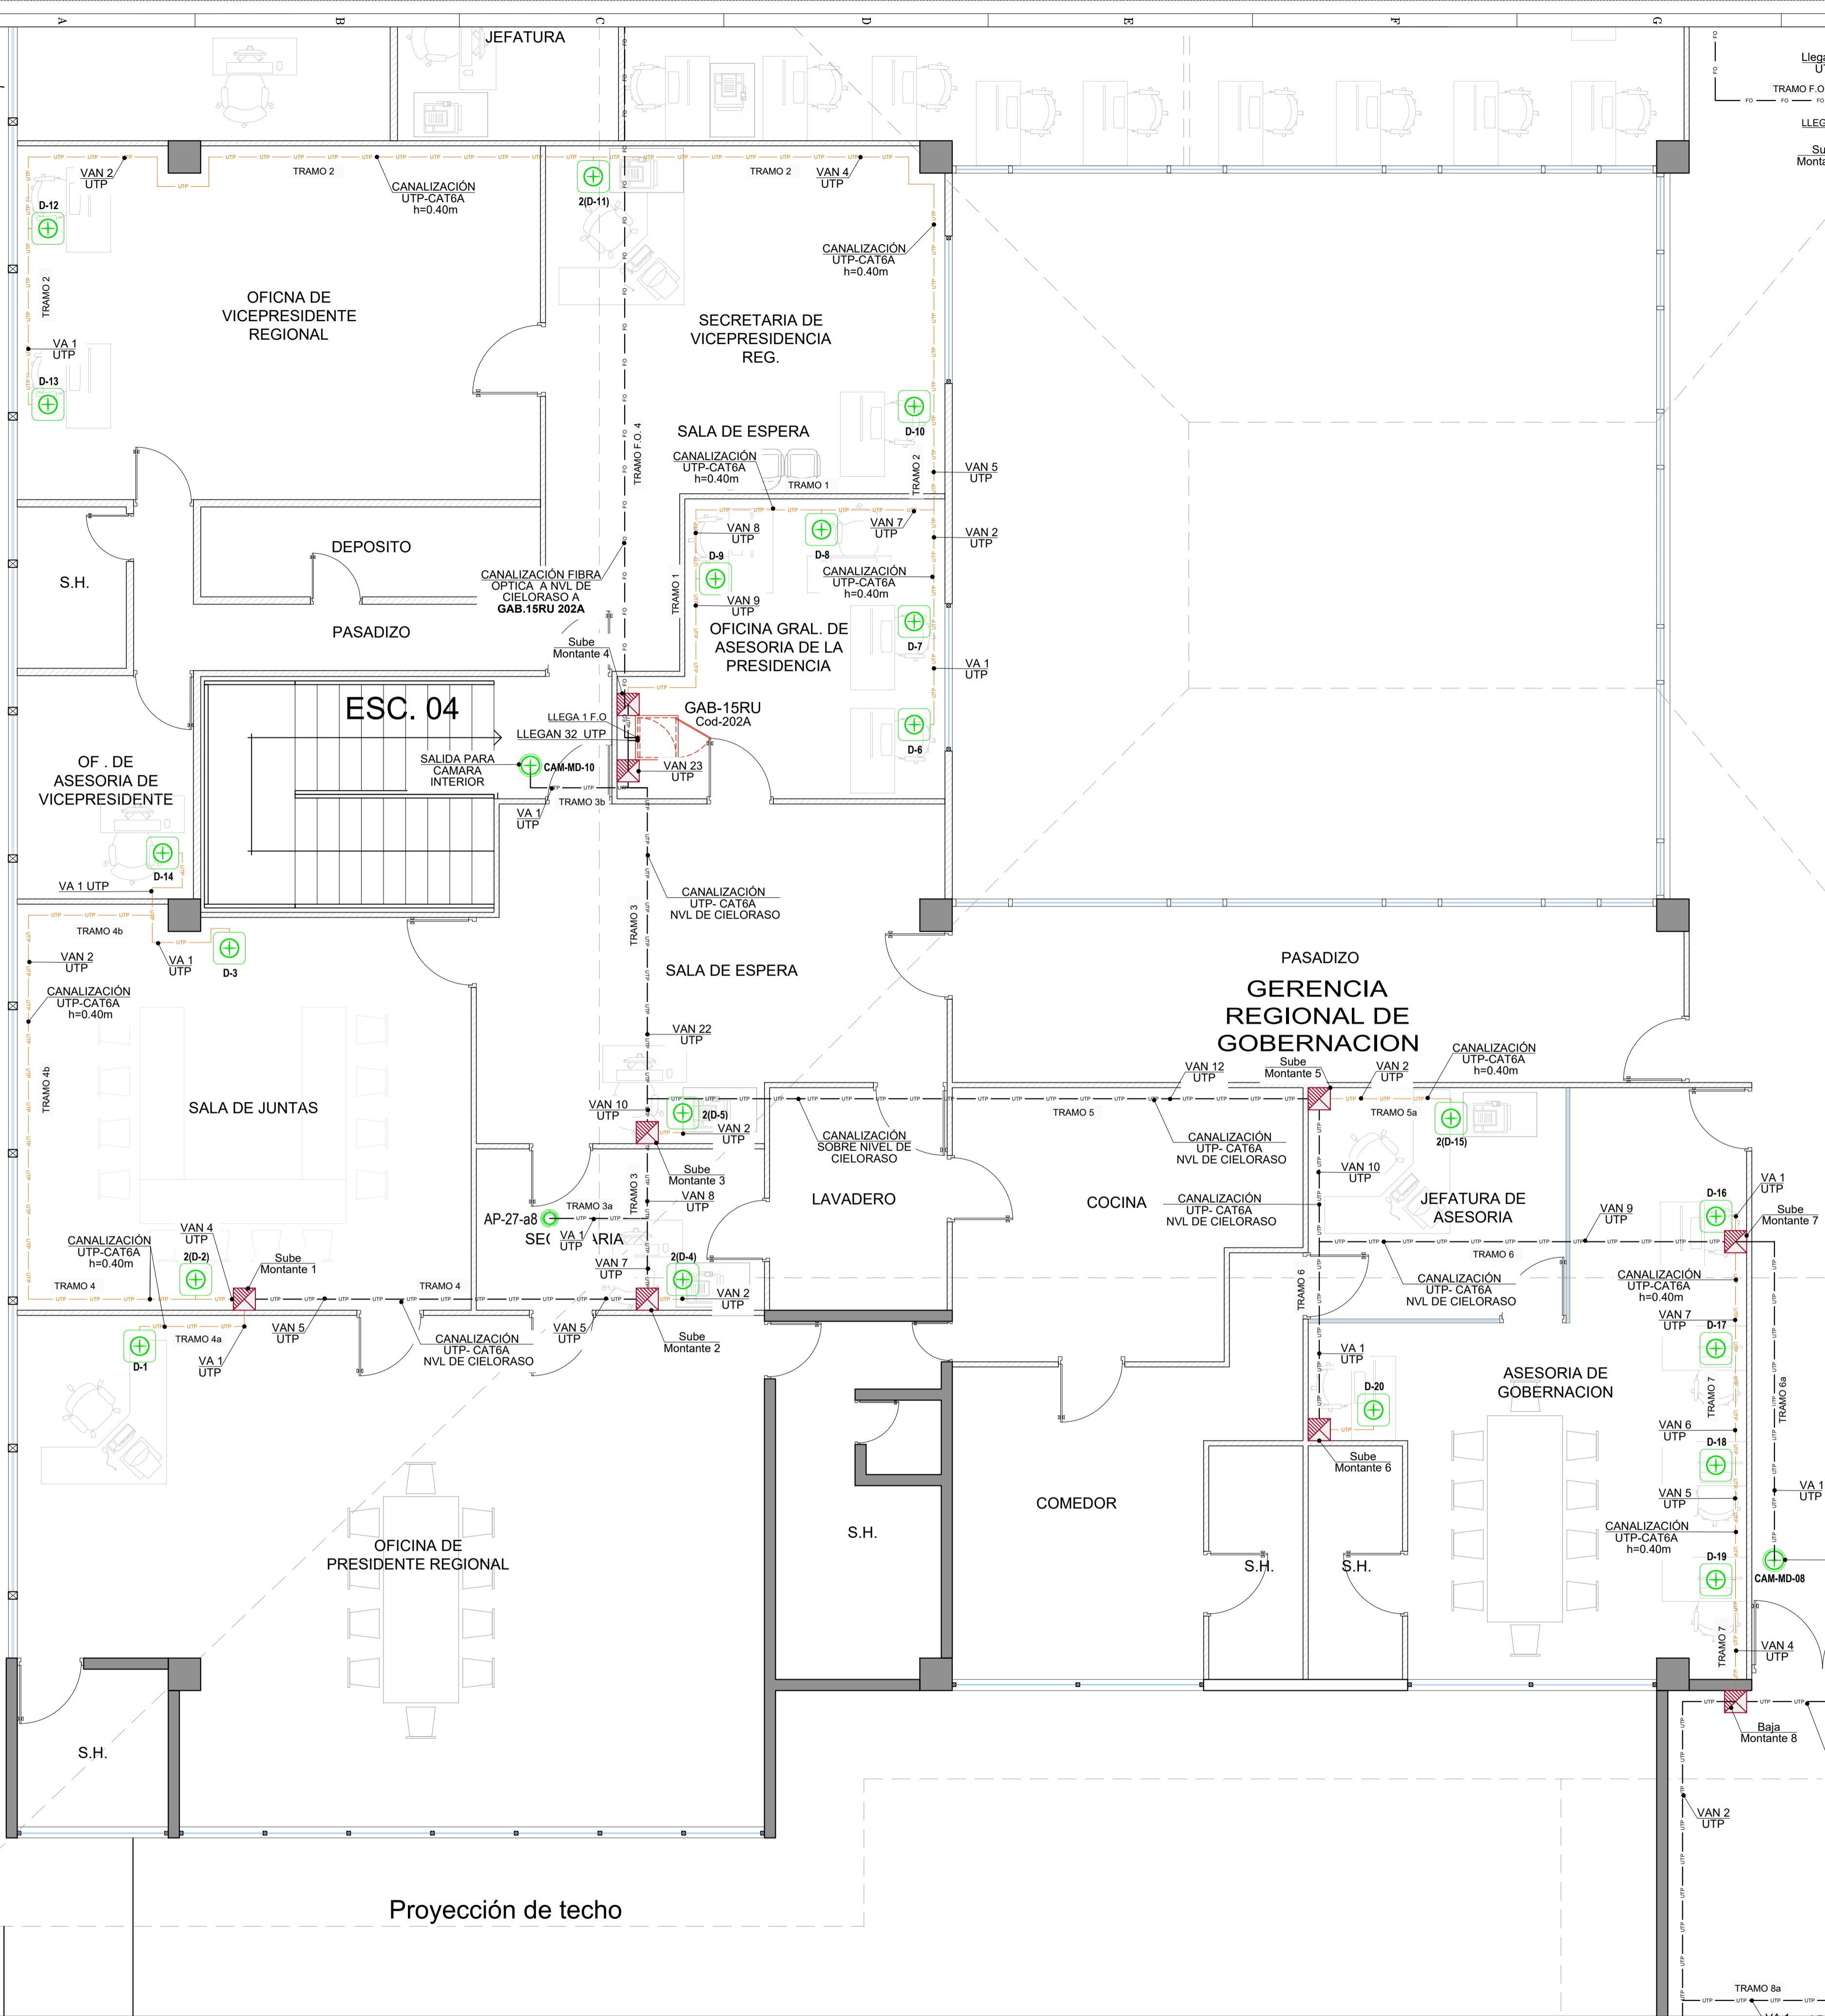 A
B
C
D
E
F
G
JEFATURA
FO
TRAMO F.O
FO FO FO
UTP
VAN 2
UTP
TRAMO 2
CANALIZACIÓN
UTP-CAT6A
h=0.40m
2(D-11)
TRAMO 2
VAN 4
UTP
D-12
CANALIZACIÓN
UTP-CAT6A
h=0.40m
TRAMO 2
OFICNA DE
VICEPRESIDENTE
REGIONAL
SECRETARIA DE
VICEPRESIDENCIA
REG.
VA 1
UTP
D-13
D-10
TRAMO F.O. 4
SALA DE ESPERA
CANALIZACIÓN
UTP-CAT6A
h=0.40m
TRAMO 1
TRAMO 2
VAN 5
UTP
VAN 8
UTP
VAN 7
UTP
VAN 2
UTP
D-9
D-8
DEPOSITO
S.H.
CANALIZACIÓN FIBRA
OPTICA A NVL DE
CIELORASO A
GAB.15RU 202A
TRAMO 1
CANALIZACIÓN
UTP-CAT6A
h=0.40m
VAN 9
UTP
PASADIZO
Sube
Montante 4
OFICINA GRAL. DE
ASESORIA DE LA
PRESIDENCIA
D-7
VA 1
UTP
ESC. 04
GAB-15RU
Cod-202A
LLEGA 1 F.O
LLEGAN 32 UTP
D-6
OF . DE
ASESORIA DE
VICEPRESIDENTE
SALIDA PARA
CAMARA
INTERIOR
CAM-MD-10
VAN 23
UTP
TRAMO 3b
VA 1
UTP
D-14
VA 1 UTP
CANALIZACIÓN
UTP- CAT6A
NVL DE CIELORASO
TRAMO 4b
TRAMO 3
VAN 2
UTP
VA 1
UTP
D-3
SALA DE ESPERA
PASADIZO
CANALIZACIÓN
UTP-CAT6A
h=0.40m
GERENCIA
REGIONAL DE
GOBERNACION
VAN 22
UTP
TRAMO 4b
CANALIZACIÓN
UTP-CAT6A
h=0.40m
VAN 12
UTP
Sube
Montante 5
VAN 2
UTP
SALA DE JUNTAS
VAN 10
UTP
2(D-5)
TRAMO 5
TRAMO 5a
2(D-15)
VAN 2
UTP
CANALIZACIÓN
SOBRE NIVEL DE
CIELORASO
CANALIZACIÓN
UTP- CAT6A
NVL DE CIELORASO
Sube
Montante 3
VAN 10
UTP
TRAMO 3
VAN 8
UTP
LAVADERO
COCINA
CANALIZACIÓN
UTP- CAT6A
NVL DE CIELORASO
JEFATURA DE
ASESORIA
D-16
VA 1
UTP
Sube
Montante 7
TRAMO 3a
AP-27-a8
VA 1
UTP
VAN 9
UTP
VAN 4
UTP
CANALIZACIÓN
UTP-CAT6A
h=0.40m
2(D-2)
Sube
Montante 1
VAN 7
UTP
2(D-4)
TRAMO 6
TRAMO 6
TRAMO 4
TRAMO 4
VAN 2
UTP
CANALIZACIÓN
UTP- CAT6A
NVL DE CIELORASO
CANALIZACIÓN
UTP-CAT6A
h=0.40m
TRAMO 4a
VAN 5
UTP
VAN 5
UTP
Sube
Montante 2
CANALIZACIÓN
UTP- CAT6A
NVL DE CIELORASO
D-1
VA 1
UTP
VAN 7
UTP
D-17
VA 1
UTP
ASESORIA DE
GOBERNACION
D-20
TRAMO 7
TRAMO 6a
VAN 6
UTP
D-18
Sube
Montante 6
VAN 5
UTP
VA 1
UTP
COMEDOR
S.H.
CANALIZACIÓN
UTP-CAT6A
h=0.40m
OFICINA DE
PRESIDENTE REGIONAL
S.H.
S.H.
D-19
CAM-MD-08
TRAMO 7
VAN 4
UTP
S.H.
Baja
Montante 8
VAN 2
UTP
Proyección de techo
TRAMO 8a